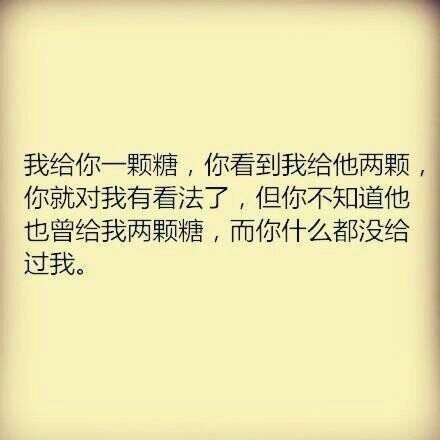 我给你一颗糖，你看到我给他两颗，
你就对我有看法了，但你不知道他
也曾给我两颗糖，而你什么都没给
过我。